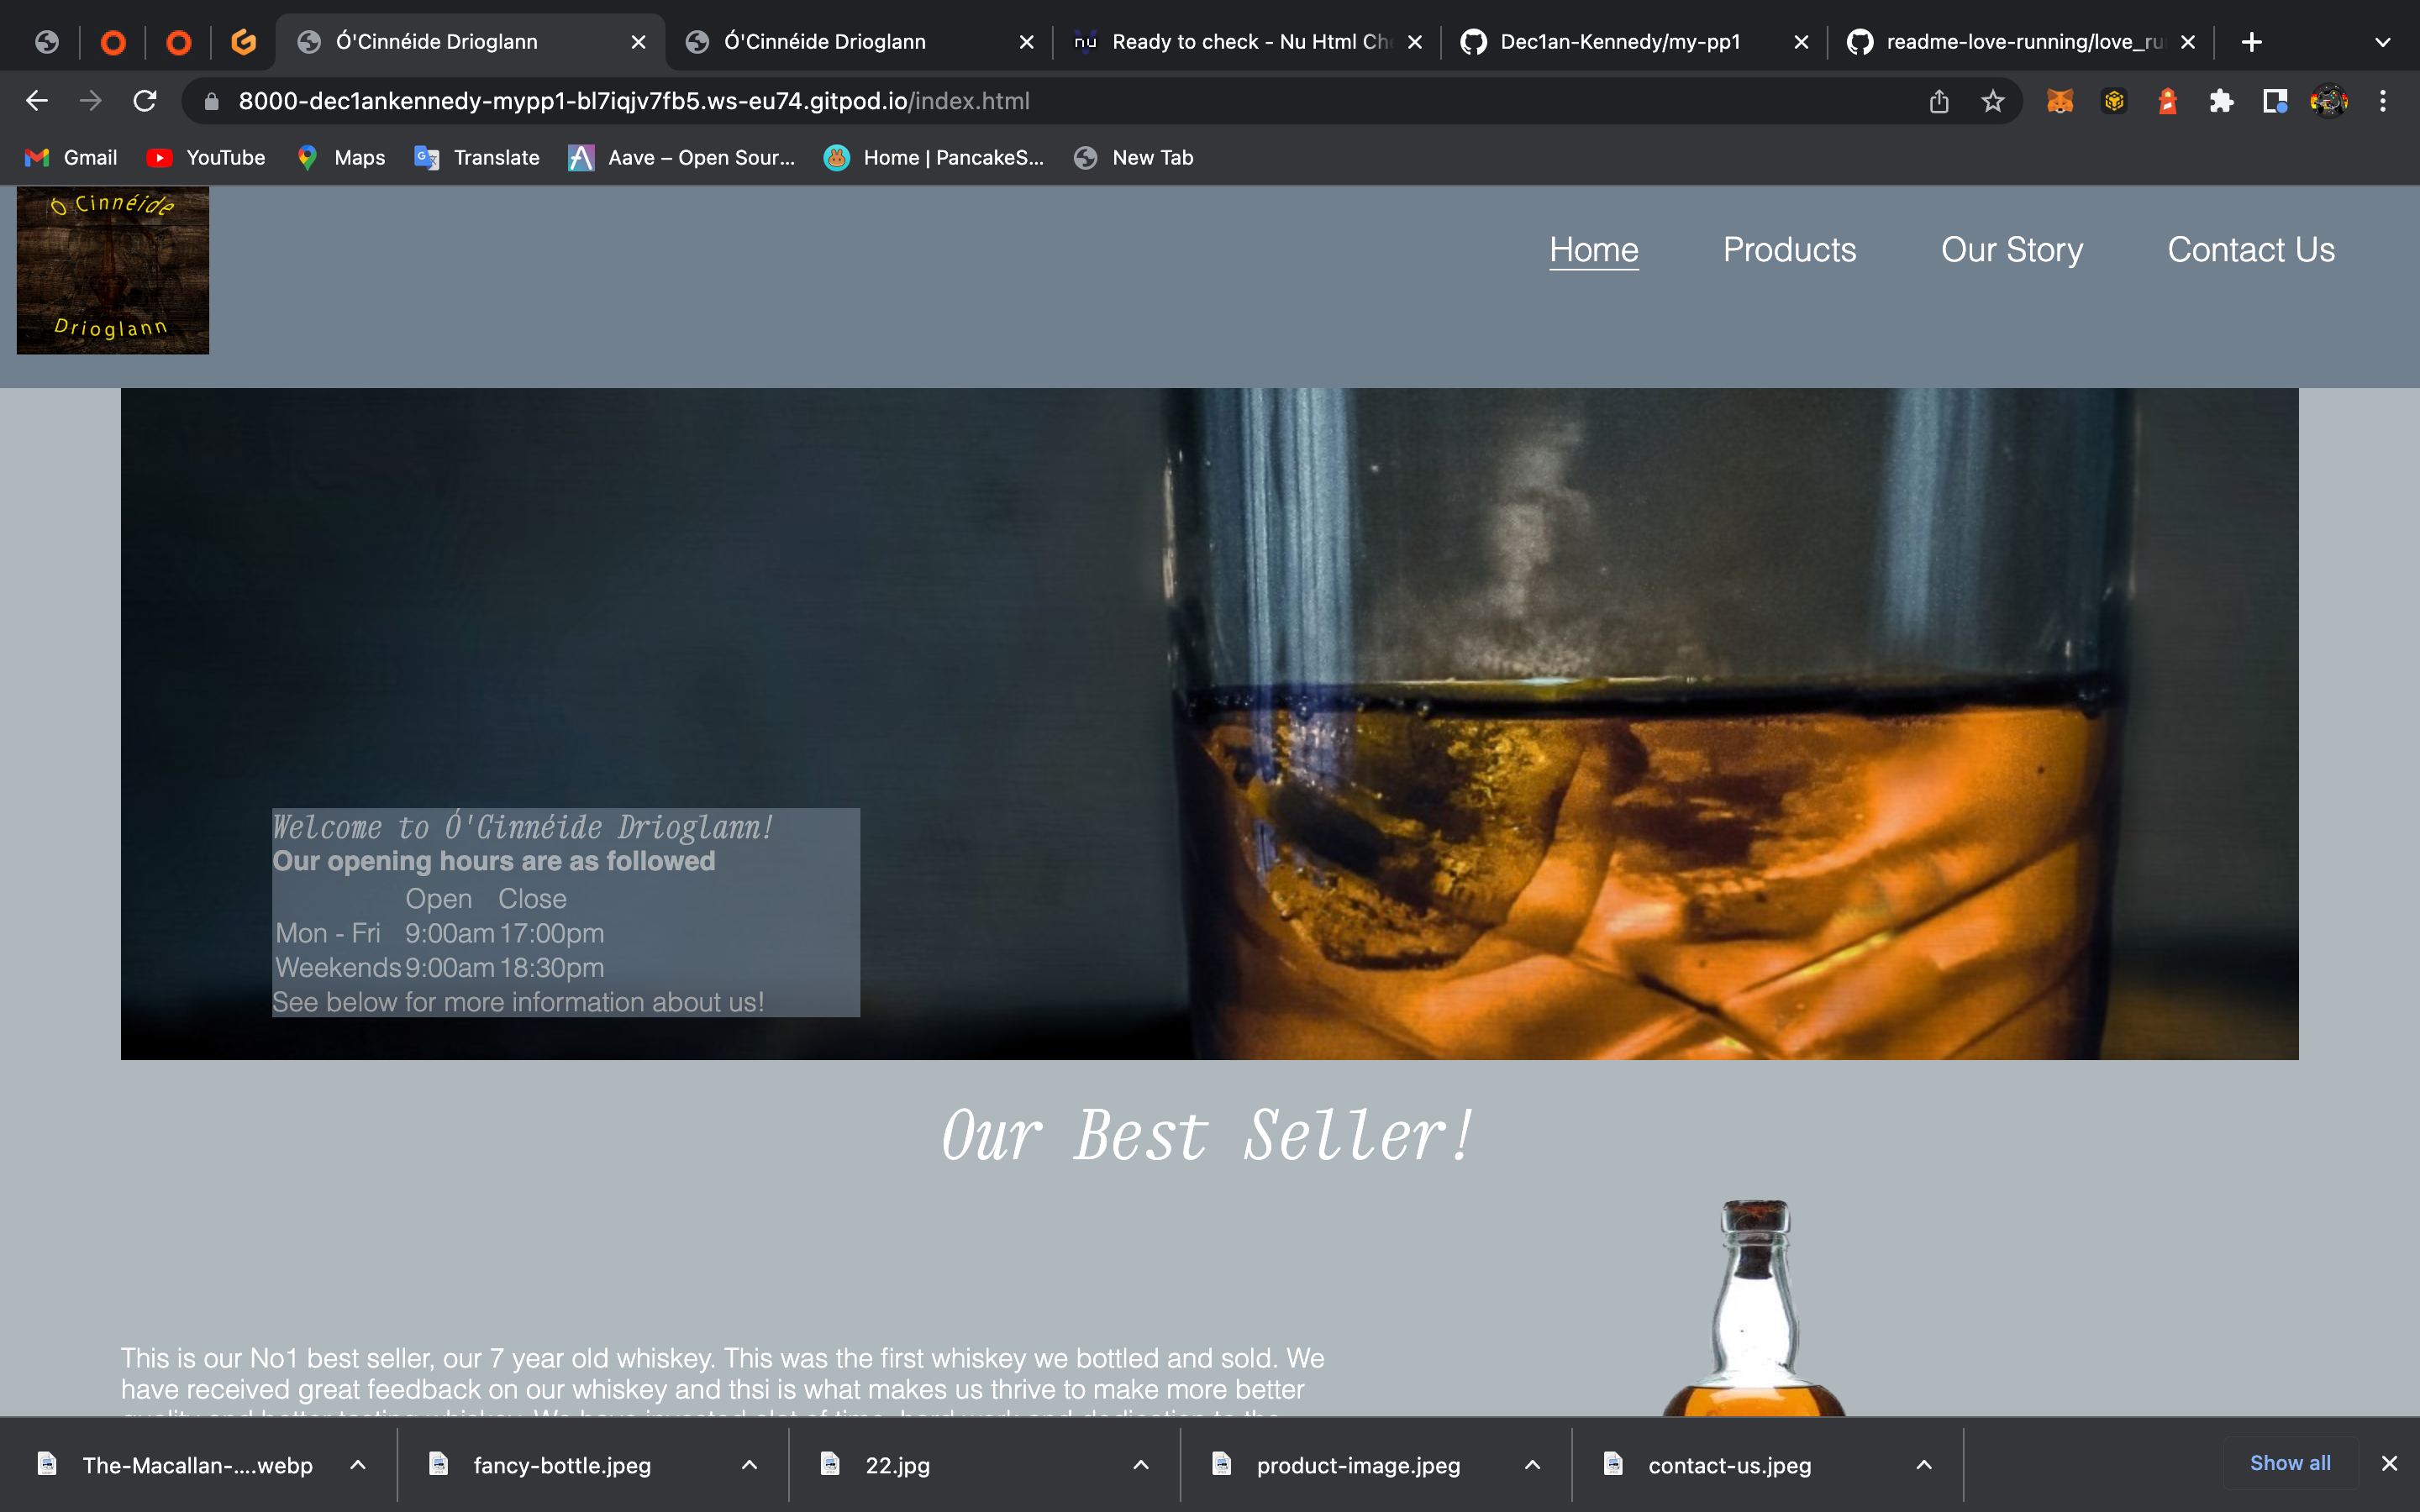 Ó'Cinnéide Drioglann
Ó'Cinnéide Drioglann
Ready to check - Nu Html Che
Dec1an-Kennedy/my-pp1
readme-love-running/love_ru
8000-dec1ankennedy-mypp1-bl7iqjv7fb5.ws-eu74.gitpod.io/index.html
Gmail
YouTube
Maps
Translate
Aave – Open Sour...
Home | PancakeS...
New Tab
Ó Cinnéide
Drioglann
Home
Products
Our Story
Contact Us
Welcome to Ó'Cinnéide Drioglann!
Our opening hours are as followed
Open Close
Mon - Fri 9:00am 17:00pm
Weekends 9:00am 18:30pm
See below for more information about us!
Our Best Seller!
This is our No1 best seller, our 7 year old whiskey. This was the first whiskey we bottled and sold. We
have received great feedback on our whiskey and thsi is what makes us thrive to make more better
The-Macallan-....webp
fancy-bottle.jpeg
22.jpg
product-image.jpeg
contact-us.jpeg
Show all